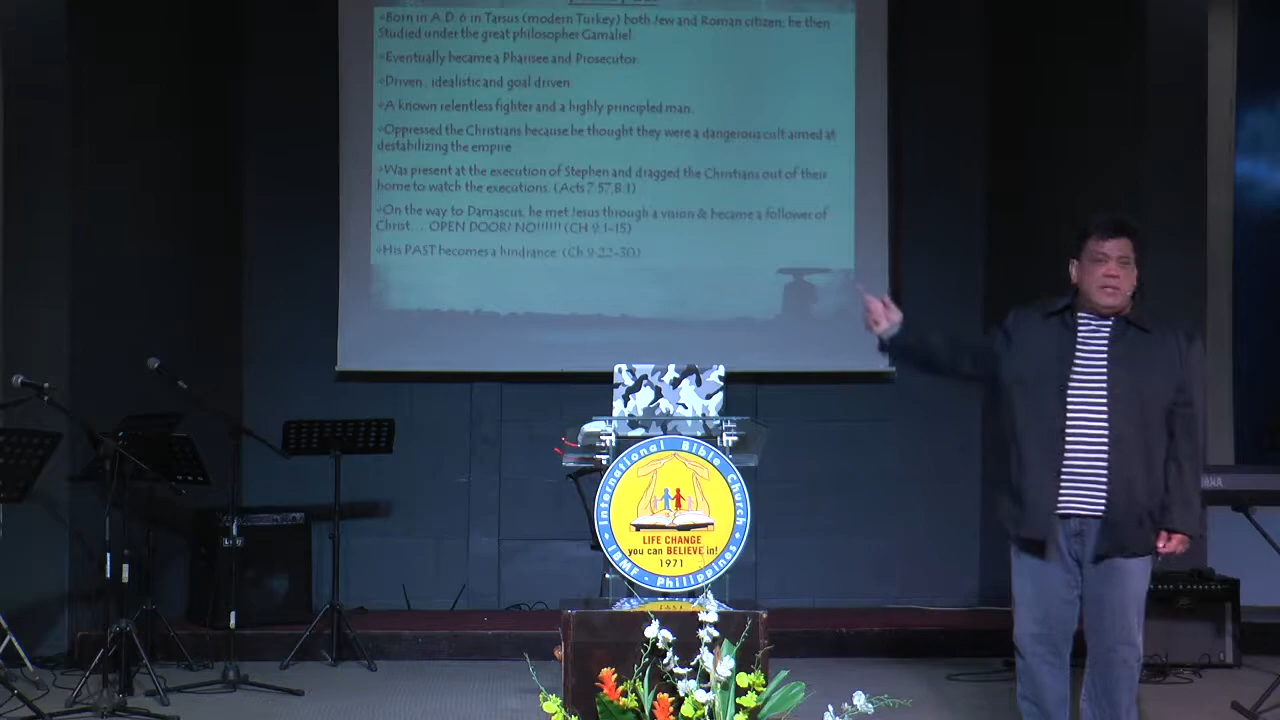 Born in A.D. 6 in Tarsus (modern Turkey) both Jew and Roman citizen; he then
Studied under the great philosopher Gamaliel
Eventually became a Pharisee and Prosecutor.
Driven, idealistic and goal driven.
A known relentless fighter and a highly principled man.
Oppressed the Christians because he thought they were a dangerous cult aimed at
destabilizing the empire
Was present at the execution of Stephen and dragged the Christians out of their
home to watch the executions. (Acts 7:57,8:1)
On the way to Damascus, he met Jesus through a vision & became a follower of
Christ… OPEN DOOR! NO!!!!!! (CH 9:1-15)
His PAST becomes a hindrance. (Ch 9:22-30)
International Bible Church
LIFE CHANGE
you can BELIEVE in!
1971
IBMF - Philippines